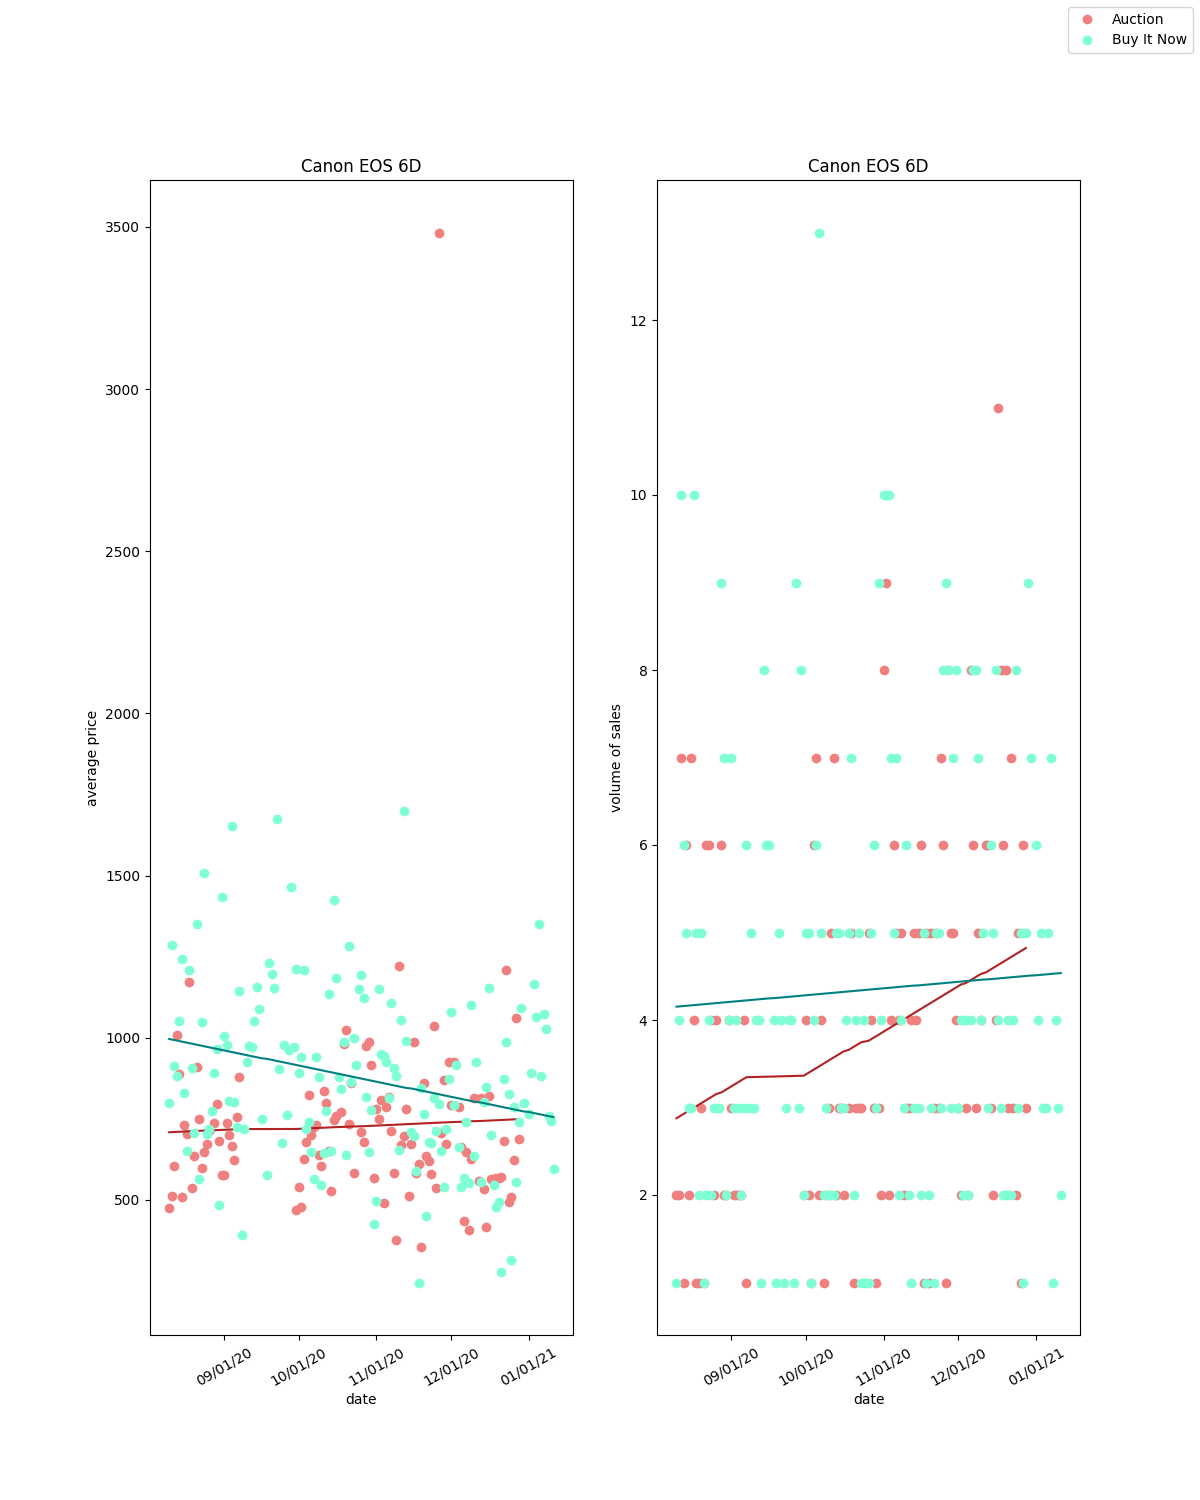 Auction
Buy It Now
Canon EOS 6D
3500
3000
2500
2000
1500
1000
500
average price
09/01/20
10/01/20
11/01/20
12/01/20
01/01/21
date
Canon EOS 6D
12
10
8
6
4
2
volume of sales
09/01/20
10/01/20
11/01/20
12/01/20
01/01/21
date